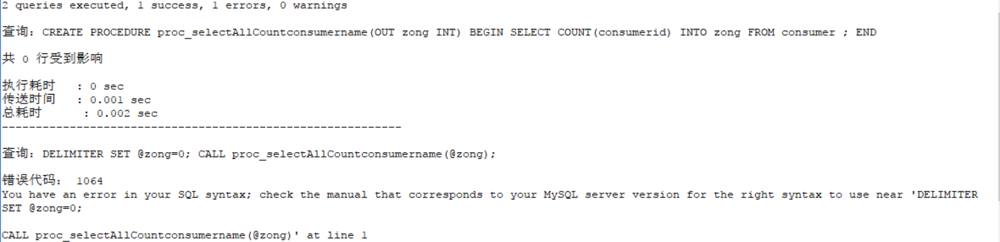 2 queries executed, 1 success, 1 errors, 0 warnings
查询：CREATE PROCEDURE proc_selectAllCountconsumername(OUT zong INT) BEGIN SELECT COUNT(consumerid) INTO zong FROM consumer ; END
共 0 行受到影响
执行耗时   : 0 sec
传送时间   : 0.001 sec
总耗时      : 0.002 sec
-----------------------------------------------------------
查询：DELIMITER SET @zong=0; CALL proc_selectAllCountconsumername(@zong);
错误代码： 1064
You have an error in your SQL syntax; check the manual that corresponds to your MySQL server version for the right syntax to use near 'DELIMITER
SET @zong=0;
CALL proc_selectAllCountconsumername(@zong)' at line 1